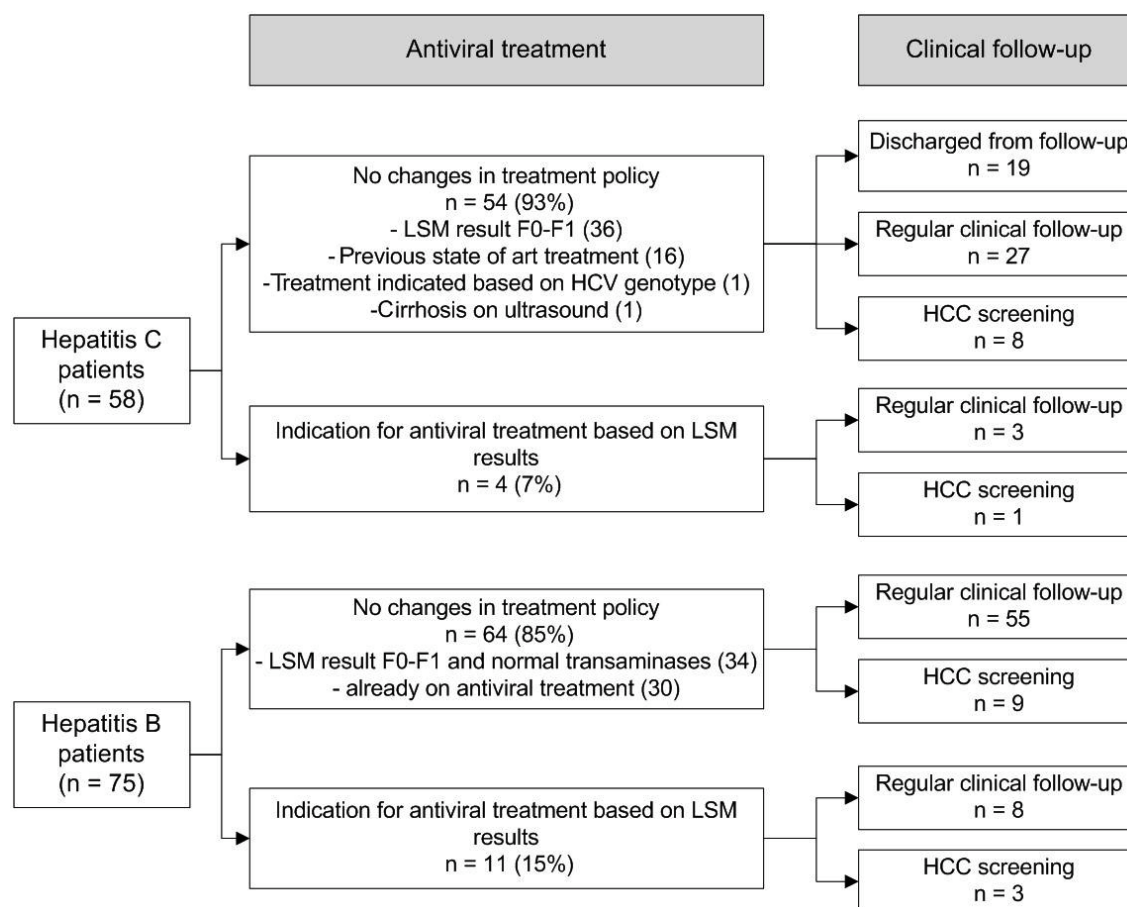 Antiviral treatment
Clinical follow-up
Hepatitis C
patients
(n = 58)
No changes in treatment policy
n = 54 (93%)
- LSM result F0-F1 (36)
-Previous state of art treatment (16)
-Treatment indicated based on HCV genotype (1)
-Cirrhosis on ultrasound (1)
Discharged from follow-up
n = 19
Regular clinical follow-up
n = 27
HCC screening
n = 8
Indication for antiviral treatment based on LSM
results
n = 4 (7%)
Regular clinical follow-up
n = 3
HCC screening
n = 1
Hepatitis B
patients
(n = 75)
No changes in treatment policy
n = 64 (85%)
- LSM result F0-F1 and normal transaminases (34)
- already on antiviral treatment (30)
Regular clinical follow-up
n = 55
HCC screening
n = 9
Indication for antiviral treatment based on LSM
results
n = 11 (15%)
Regular clinical follow-up
n = 8
HCC screening
n = 3